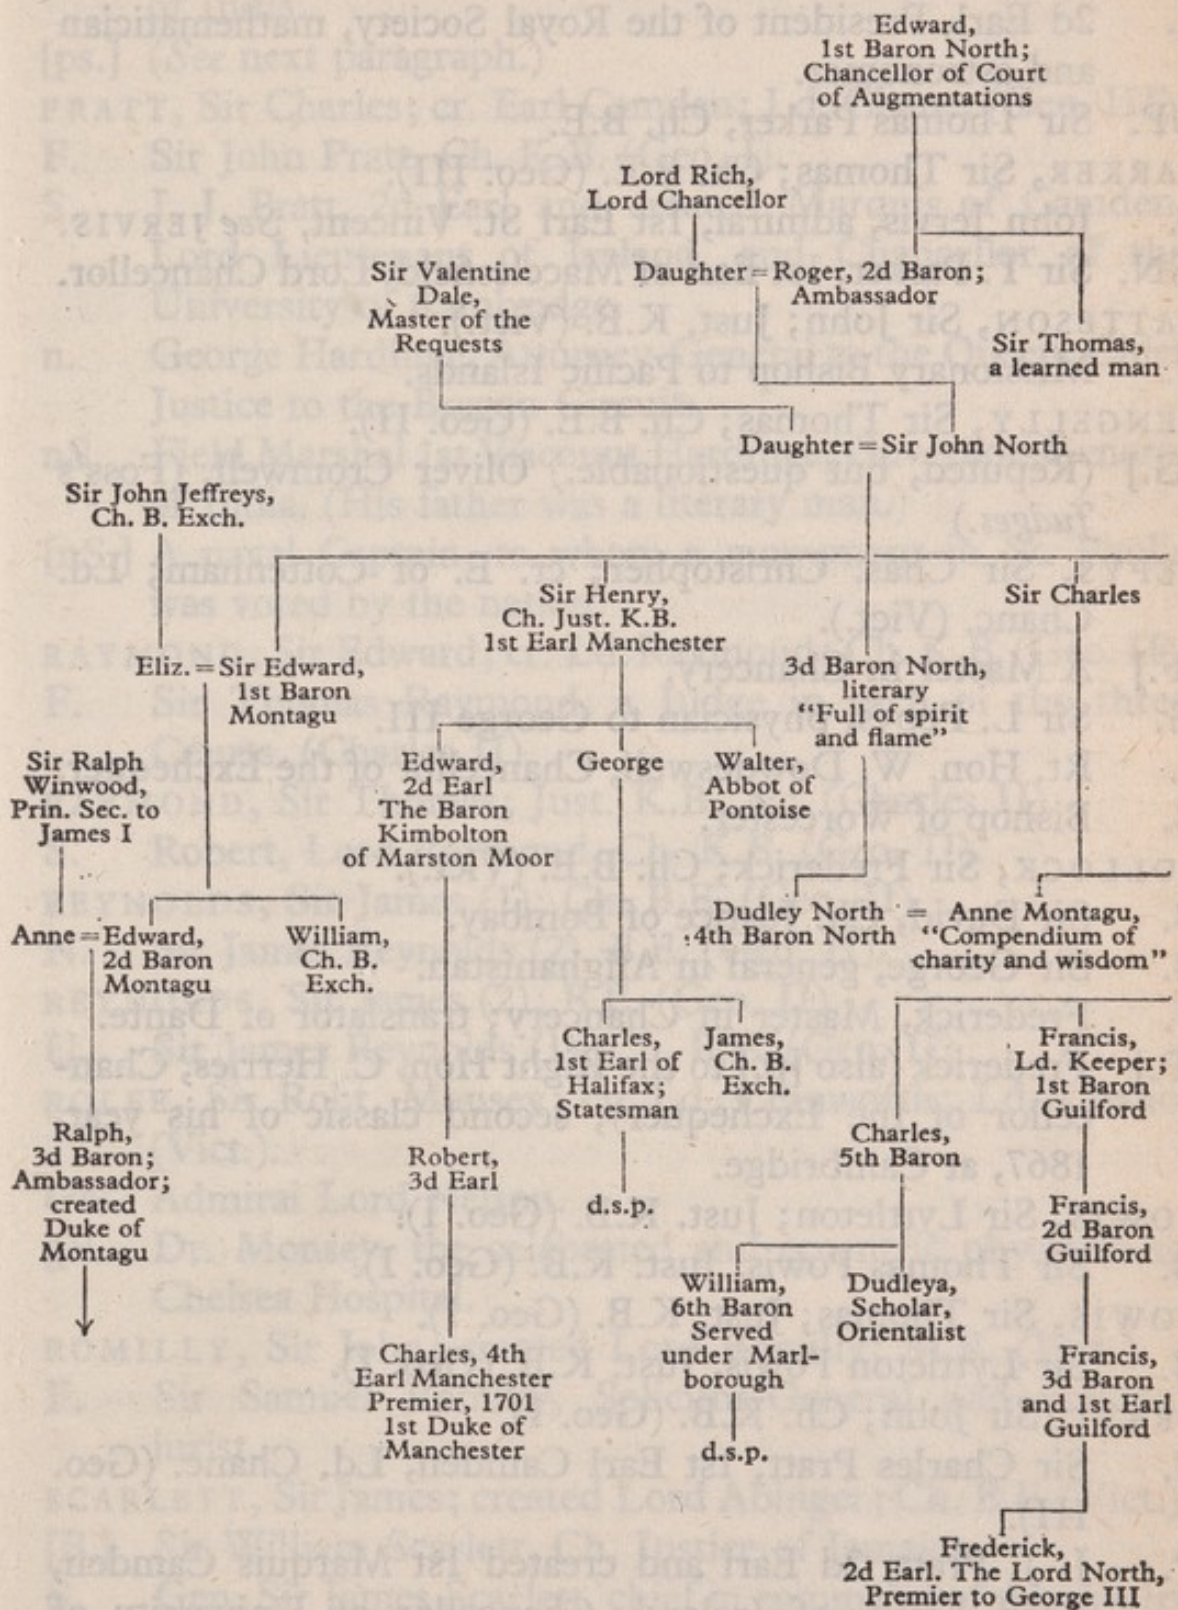 Edward,
1st Baron North;
Chancellor of Court
of Augmentations
Lord Rich,
Lord Chancellor
Sir Valentine
Dale,
Master of the
Requests
Daughter = Roger, 2d Baron;
Ambassador
Sir Thomas,
a learned man
Daughter = Sir John North
Sir John Jeffreys,
Ch. B. Exch.
Sir Henry,
Ch. Just. K.B.
1st Earl Manchester
Sir Charles
Eliz. = Sir Edward,
1st Baron
Montagu
3d Baron North,
literary
"Full of spirit
and flame"
Sir Ralph
Winwood,
Prin. Sec. to
James I
Edward,
2d Earl
The Baron
Kimbolton
of Marston Moor
George
Walter,
Abbot of
Pontoise
Anne = Edward,
2d Baron
Montagu
William,
Ch. B.
Exch.
Dudley North = Anne Montagu,
4th Baron North
"Compendium of
charity and wisdom"
Charles,
1st Earl of
Halifax;
Statesman
James,
Ch. B.
Exch.
Francis,
Ld. Keeper;
1st Baron
Guilford
Ralph,
3d Baron;
Ambassador;
created
Duke of
Montagu
Robert,
3d Earl
d.s.p.
Charles,
5th Baron
Francis,
2d Baron
Guilford
William,
6th Baron
Served
under Marl-
borough
Dudleya,
Scholar,
Orientalist
Charles, 4th
Earl Manchester
Premier, 1701
1st Duke of
Manchester
d.s.p.
Francis,
3d Baron
and 1st Earl
Guilford
Frederick,
2d Earl. The Lord North,
Premier to George III